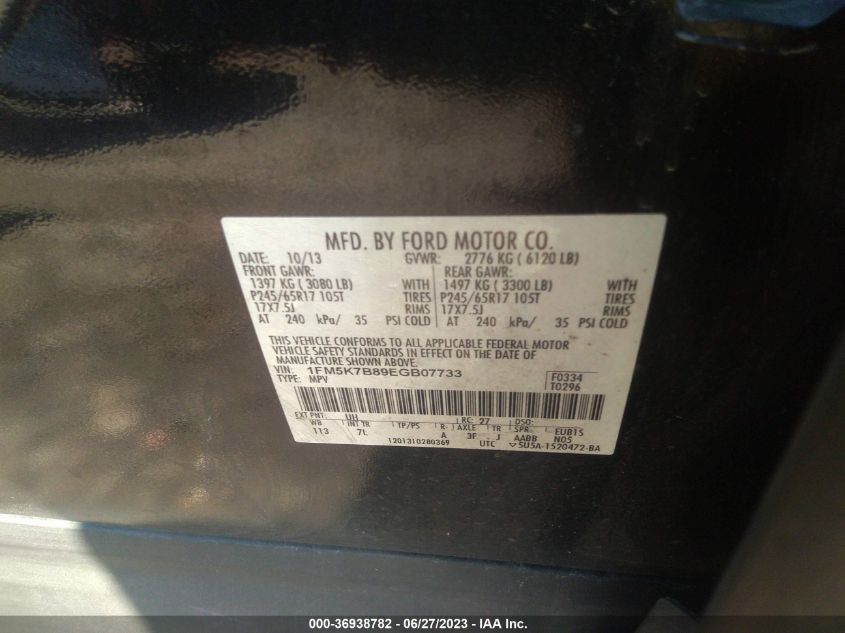 MFD. BY FORD MOTOR CO.
DATE: 10/13 GVWR: 2776 KG ( 6120 LB)
FRONT GAWR: REAR GAWR:
1397 KG ( 3080 LB) WITH 1497 KG ( 3300 LB) WITH
P245/65R17 105T TIRES P245/65R17 105T TIRES
17X7.5J RIMS 17X7.5J RIMS
AT 240 kPa/ 35 PSI COLD AT 240 kPa/ 35 PSI COLD
THIS VEHICLE CONFORMS TO ALL APPLICABLE FEDERAL MOTOR
VEHICLE SAFETY STANDARDS IN EFFECT ON THE DATE OF
MANUFACTURE SHOWN ABOVE.
VIN: 1FM5K7B89EGB07733 F0334
TYPE: MPV T0296
EXT PNT: UH RC: 27 DSO:
WB INT TR TP/PS R- AXLE TR SPR EUB15
113 7L A 3F J AABB N05
1201310280369 UTC ▽5U5A-1520472-BA
000-36938782 - 06/27/2023 - IAA Inc.